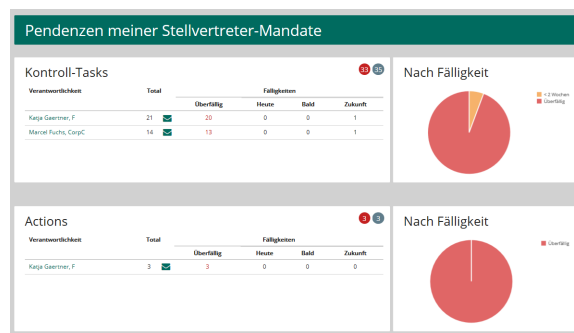 Pendenzen meiner Stellvertreter-Mandate
Kontroll-Tasks 33 35
Verantwortlichkeit Total Fälligkeiten
Überfällig Heute Bald Zukunft
Katja Gaertner, F 21 20 0 0 1
Marcel Fuchs, CorpC 14 13 0 0 1
Nach Fälligkeit
< 2 Wochen
Überfällig
Actions 3 3
Verantwortlichkeit Total Fälligkeiten
Überfällig Heute Bald Zukunft
Katja Gaertner, F 3 3 0 0 0
Nach Fälligkeit
Überfällig